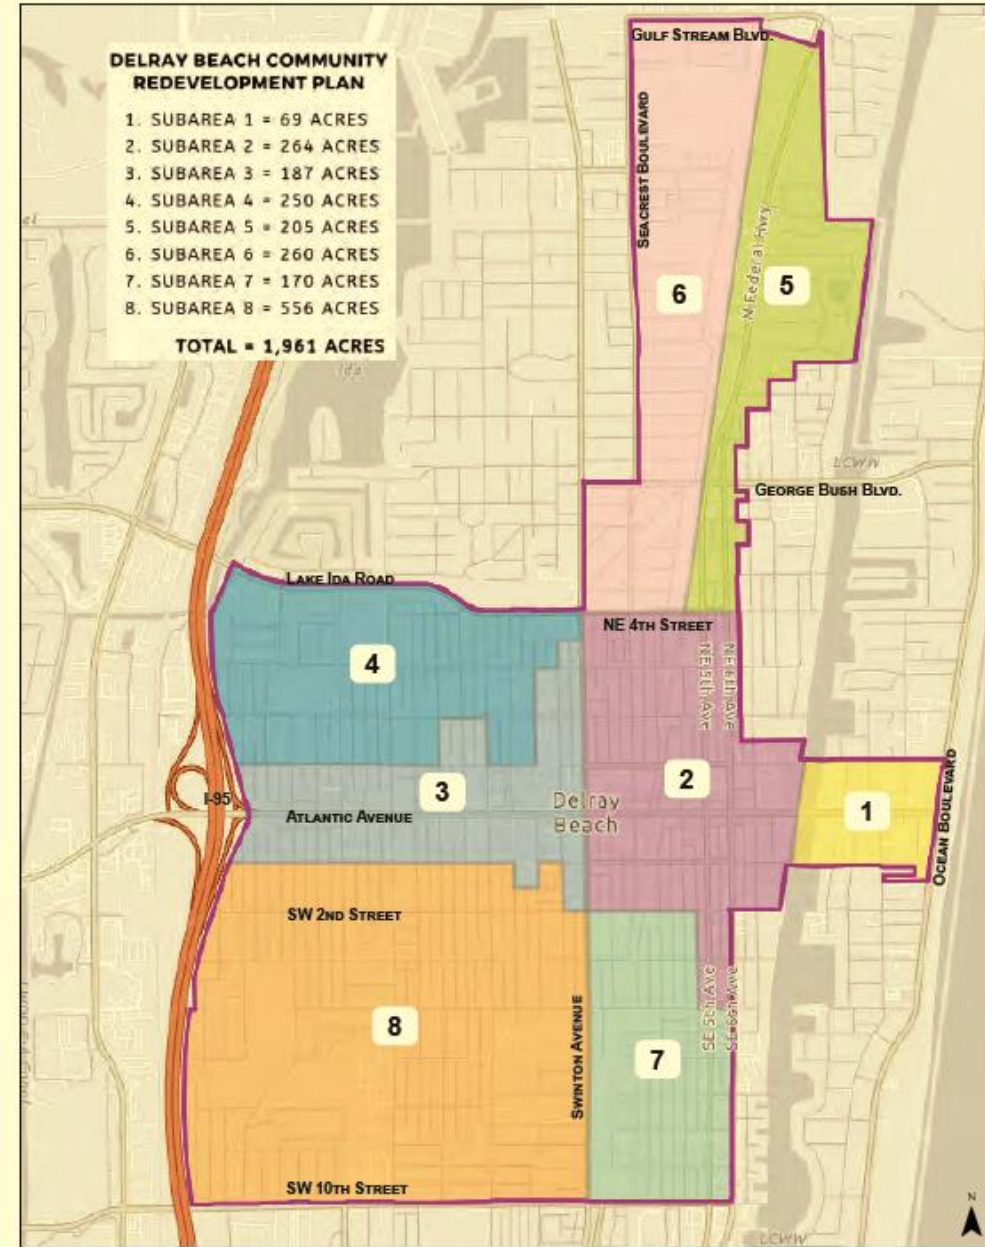 DELRAY BEACH COMMUNITY
REDEVELOPMENT PLAN
1. SUBAREA 1 = 69 ACRES
2. SUBAREA 2 = 264 ACRES
3. SUBAREA 3 = 187 ACRES
4. SUBAREA 4 = 250 ACRES
5. SUBAREA 5 = 205 ACRES
6. SUBAREA 6 = 260 ACRES
7. SUBAREA 7 = 170 ACRES
8. SUBAREA 8 = 556 ACRES
TOTAL = 1,961 ACRES
GULF STREAM BLVD.
SEACREST BOULEVARD
N Federal Hwy
6
5
Ida
LCWW
GEORGE BUSH BLVD.
LAKE IDA ROAD
NE 4TH STREET
NE 5th Ave
NE 6th Ave
4
2
3
1
I-95
Delray
Beach
ATLANTIC AVENUE
OCEAN BOULEVARD
SW 2ND STREET
SE 5th Ave
SE 6th Ave
8
7
SWINTON AVENUE
SW 10TH STREET
N
LCWW